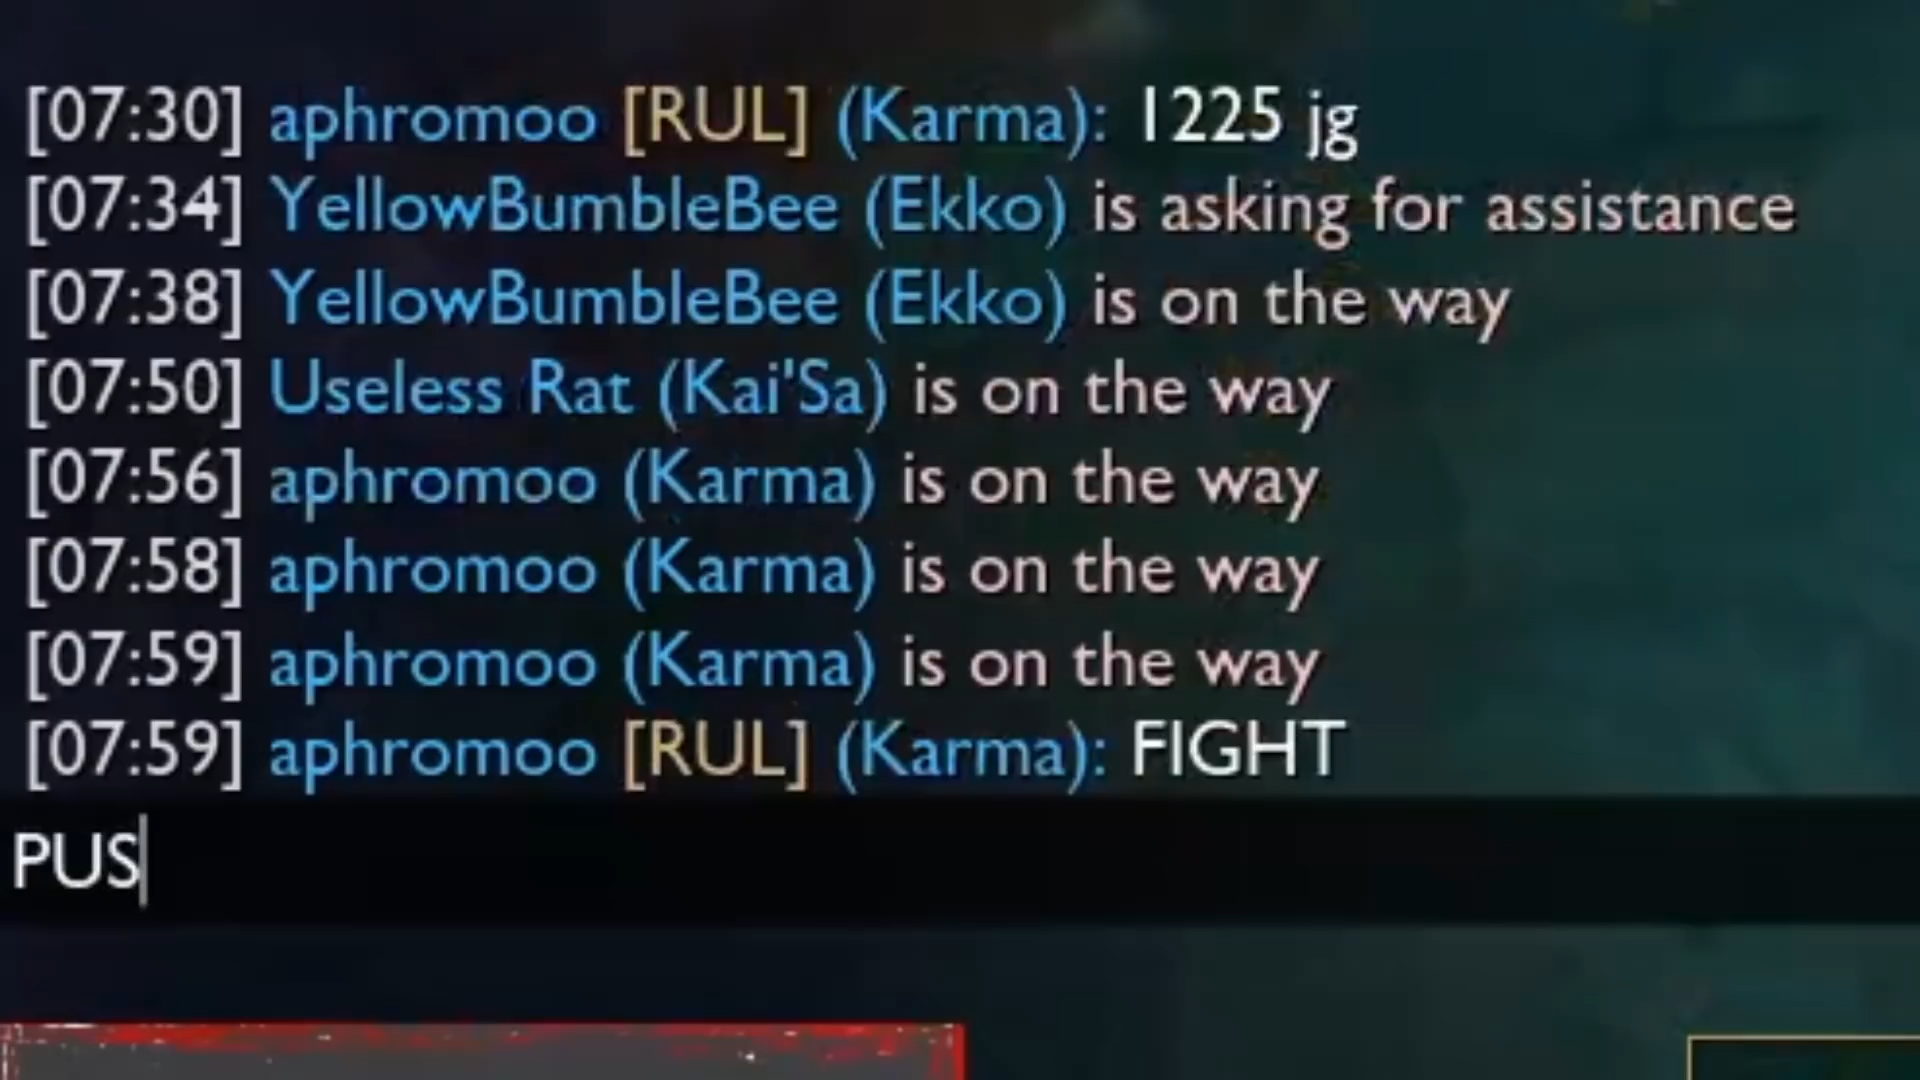 [07:30] aphromoo [RUL] (Karma): 1225 jg
[07:34] YellowBumbleBee (Ekko) is asking for assistance
[07:38] YellowBumbleBee (Ekko) is on the way
[07:50] Useless Rat (Kai'Sa) is on the way
[07:56] aphromoo (Karma) is on the way
[07:58] aphromoo (Karma) is on the way
[07:59] aphromoo (Karma) is on the way
[07:59] aphromoo [RUL] (Karma): FIGHT
PUS